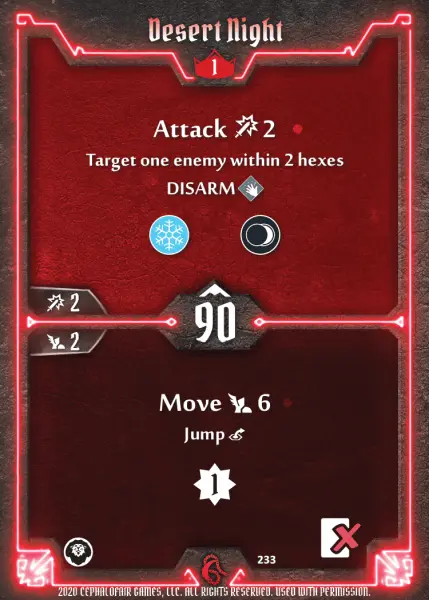 Desert Night
1
Attack 2
Target one enemy within 2 hexes
DISARM
2
90
2
Move 6
Jump
1
233
2020 CEPHALOFAIR GAMES, LLC. ALL RIGHTS RESERVED. USED WITH PERMISSION.